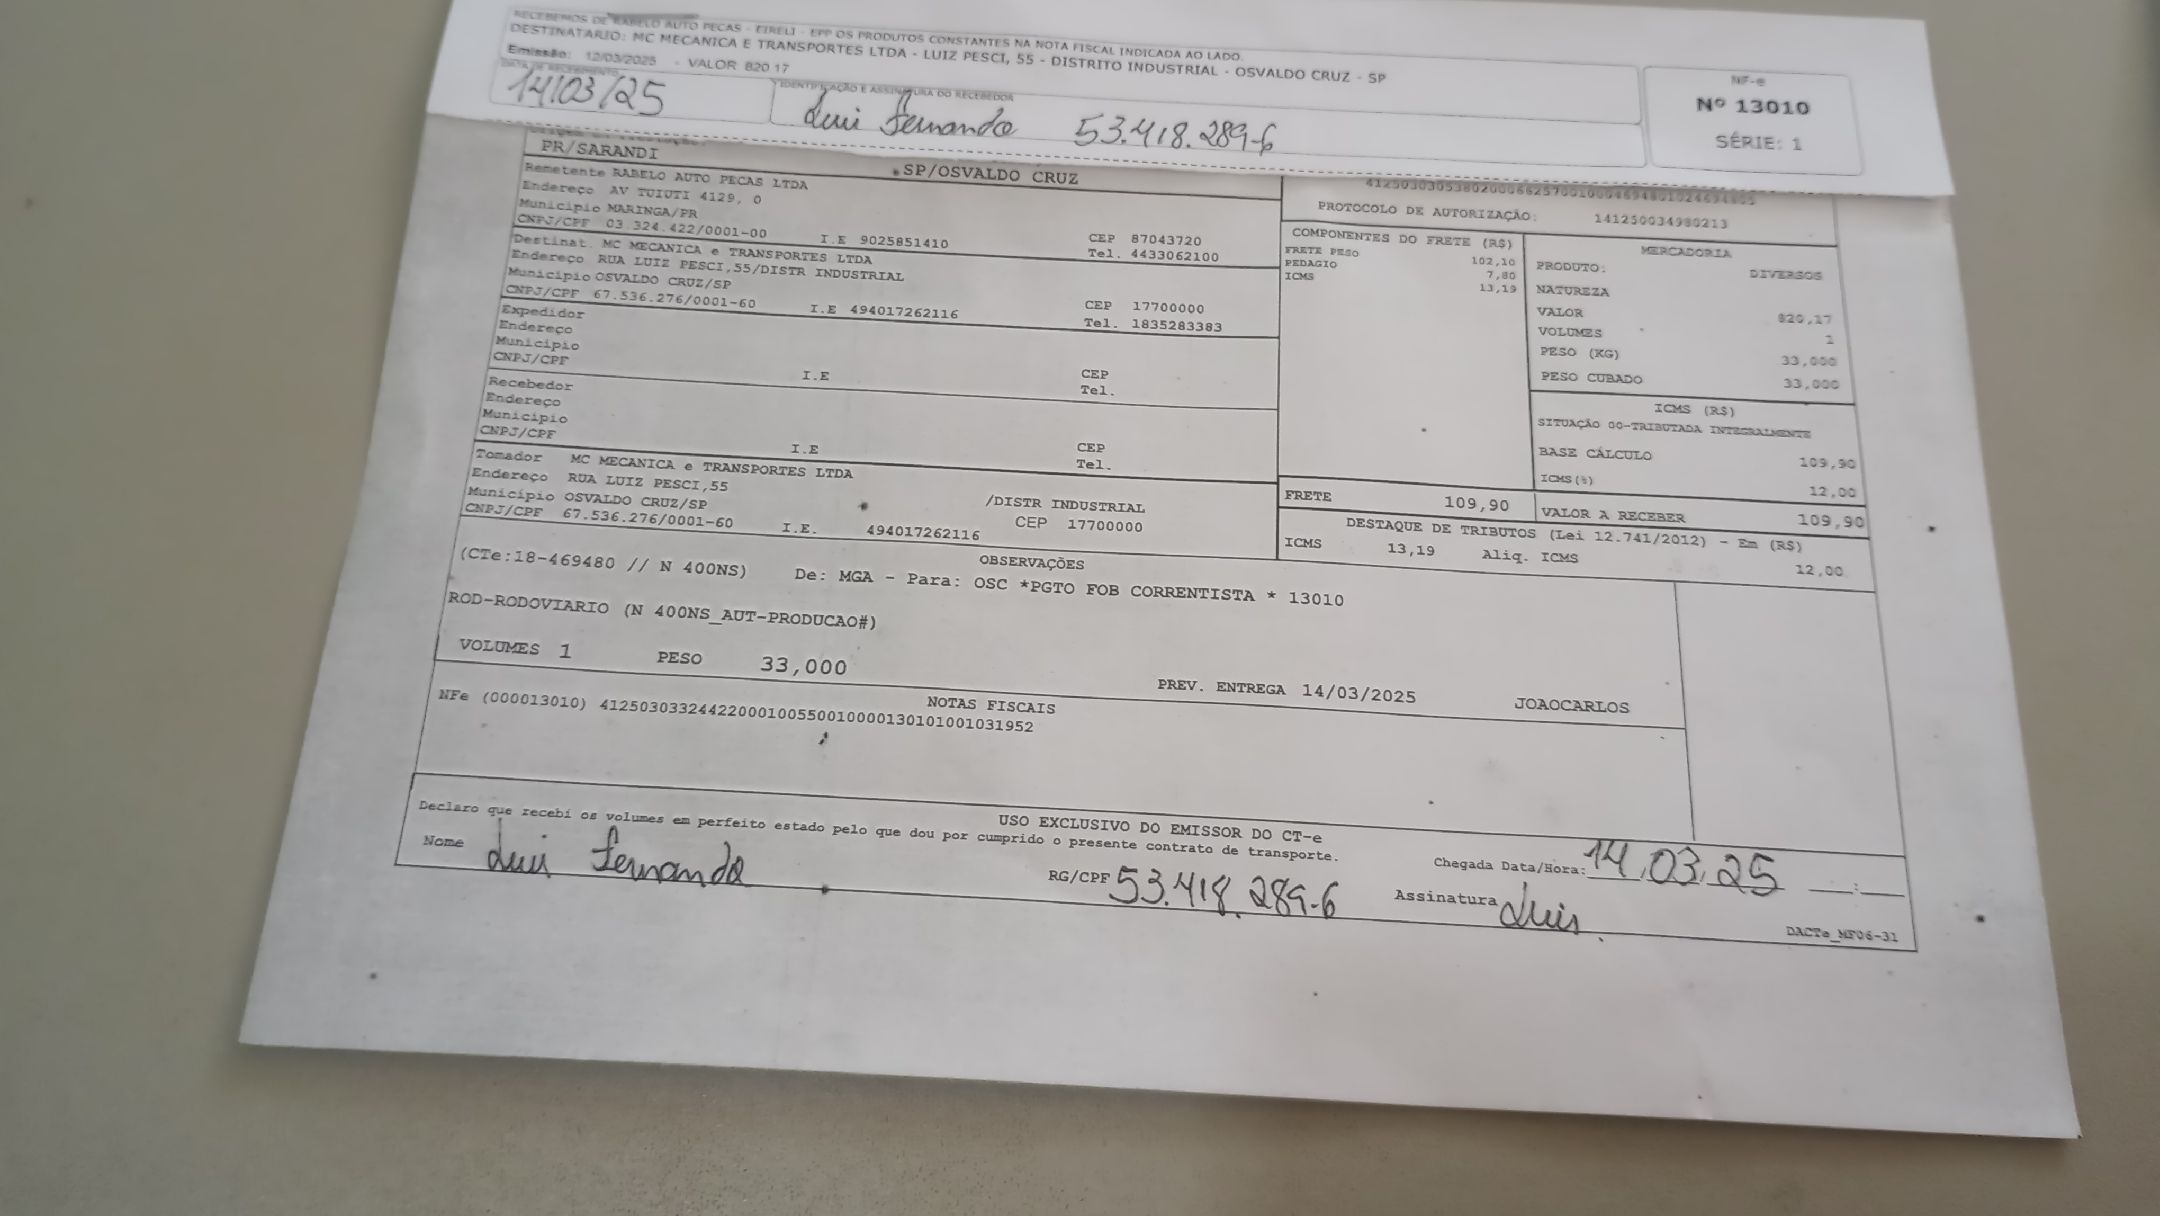 RECEBEMOS DE RABELO AUTO PECAS - EIRELI - EPP OS PRODUTOS CONSTANTES NA NOTA FISCAL INDICADA AO LADO.
DESTINATARIO: MC MECANICA E TRANSPORTES LTDA - LUIZ PESCI, 55 - DISTRITO INDUSTRIAL - OSVALDO CRUZ - SP
Emissão: 12/03/2025 - VALOR 820.17
DATA DE RECEBIMENTO
14/03/25
IDENTIFICAÇÃO E ASSINATURA DO RECEBEDOR
Luis Fernando 53.418.289-6
NF-e
Nº 13010
SÉRIE: 1
PR/SARANDI
SP/OSVALDO CRUZ
Remetente RABELO AUTO PECAS LTDA
Endereço AV TUIUTI 4129, 0
Município MARINGA/PR CEP 87043720
CNPJ/CPF 03.324.422/0001-00 I.E 9025851410 Tel. 4433062100
Destinat. MC MECANICA e TRANSPORTES LTDA
Endereço RUA LUIZ PESCI,55/DISTR INDUSTRIAL
Município OSVALDO CRUZ/SP CEP 17700000
CNPJ/CPF 67.536.276/0001-60 I.E 494017262116 Tel. 1835283383
Expedidor
Endereço
Município CEP
CNPJ/CPF I.E Tel.
Recebedor
Endereço
Município CEP
CNPJ/CPF I.E Tel.
Tomador MC MECANICA e TRANSPORTES LTDA
Endereço RUA LUIZ PESCI,55 /DISTR INDUSTRIAL
Município OSVALDO CRUZ/SP CEP 17700000
CNPJ/CPF 67.536.276/0001-60 I.E. 494017262116
PROTOCOLO DE AUTORIZAÇÃO: 141250034980213
COMPONENTES DO FRETE (R$)
FRETE PESO 102,10
PEDAGIO 7,80
ICMS 13,19
MERCADORIA
PRODUTO: DIVERSOS
NATUREZA
VALOR 820,17
VOLUMES 1
PESO (KG) 33,000
PESO CUBADO 33,000
ICMS (R$)
SITUAÇÃO 00-TRIBUTADA INTEGRALMENTE
BASE CÁLCULO 109,90
ICMS(%) 12,00
FRETE 109,90
VALOR A RECEBER 109,90
DESTAQUE DE TRIBUTOS (Lei 12.741/2012) - Em (R$)
ICMS 13,19 Aliq. ICMS 12,00
OBSERVAÇÕES
(CTe:18-469480 // N 400NS) De: MGA - Para: OSC *PGTO FOB CORRENTISTA * 13010
ROD-RODOVIARIO (N 400NS_AUT-PRODUCAO#)
VOLUMES 1 PESO 33,000 PREV. ENTREGA 14/03/2025 JOAOCARLOS
NOTAS FISCAIS
NFe (000013010) 41250303324422000100550010000130101001031952
USO EXCLUSIVO DO EMISSOR DO CT-e
Declaro que recebi os volumes em perfeito estado pelo que dou por cumprido o presente contrato de transporte.
Nome Luis Fernando RG/CPF 53.418.289-6
Chegada Data/Hora: 14,03,25 ___:___
Assinatura Luis
DACTe_MF06-31